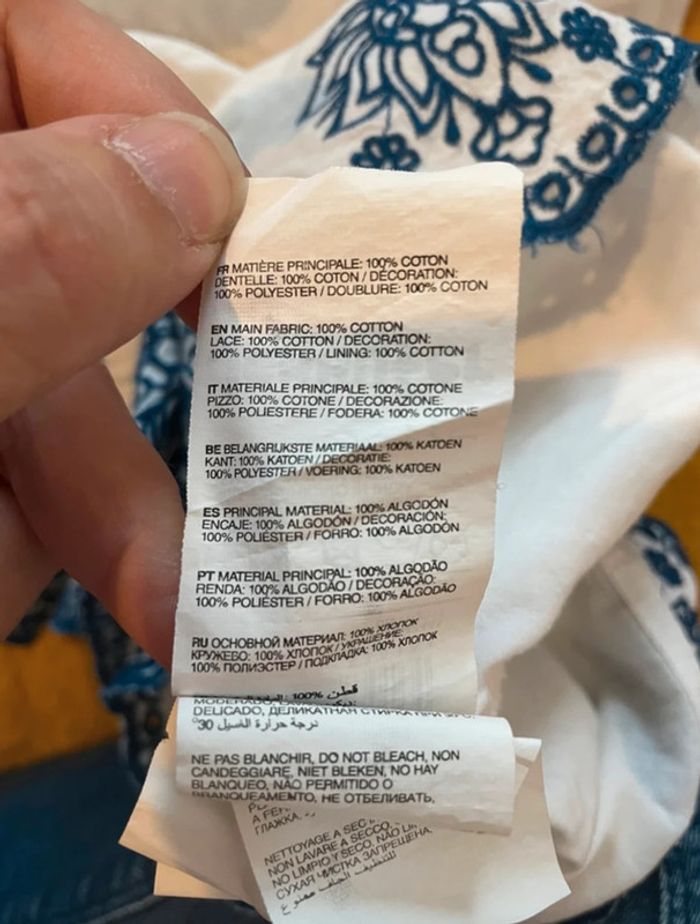 FR MATIÈRE PRINCIPALE: 100% COTON
DENTELLE: 100% COTON / DÉCORATION:
100% POLYESTER / DOUBLURE: 100% COTON
EN MAIN FABRIC: 100% COTTON
LACE: 100% COTTON / DECORATION:
100% POLYESTER / LINING: 100% COTTON
IT MATERIALE PRINCIPALE: 100% COTONE
PIZZO: 100% COTONE / DECORAZIONE:
100% POLIESTERE / FODERA: 100% COTONE
BE BELANGRIJKSTE MATERIAAL: 100% KATOEN
KANT: 100% KATOEN / DECORATIE:
100% POLYESTER / VOERING: 100% KATOEN
ES PRINCIPAL MATERIAL: 100% ALGODÓN
ENCAJE: 100% ALGODÓN / DECORACIÓN:
100% POLIÉSTER / FORRO: 100% ALGODÓN
PT MATERIAL PRINCIPAL: 100% ALGODÃO
RENDA: 100% ALGODÃO / DECORAÇÃO:
100% POLIÉSTER / FORRO: 100% ALGODÃO
RU ОСНОВНОЙ МАТЕРИАЛ: 100% ХЛОПОК
КРУЖЕВО: 100% ХЛОПОК / УКРАШЕНИЕ:
100% ПОЛИЭСТЕР / ПОДКЛАДКА: 100% ХЛОПОК
100% قطن
DELICADO, ДЕЛИКАТНАЯ
درجة حرارة الغسيل 30°
NE PAS BLANCHIR, DO NOT BLEACH, NON
CANDEGGIARE, NIET BLEKEN, NO HAY
BLANQUEO, NÃO PERMITIDO O
BRANQUEAMENTO, НЕ ОТБЕЛИВАТЬ,
A FER
ГЛАЖКА
NETTOYAGE A SEC
NON LAVARE A SECCO,
NO LIMPIO Y SECO, NÃO
СУХАЯ ЧИСТКА ЗАПРЕЩЕНА.
التنظيف الجاف ممنوع